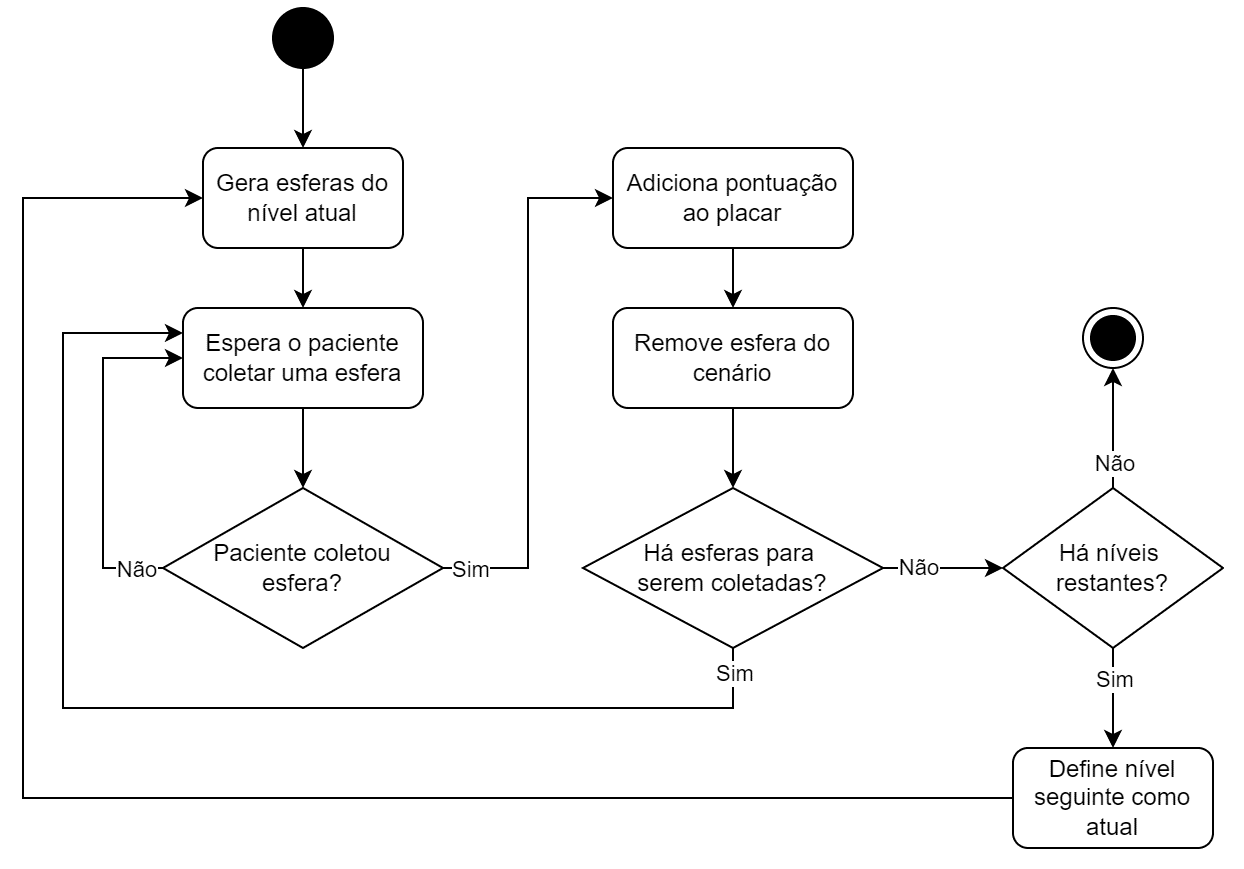 Gera esferas do
nível atual
Espera o paciente
coletar uma esfera
Paciente coletou
esfera?
Não
Sim
Adiciona pontuação
ao placar
Remove esfera do
cenário
Há esferas para
serem coletadas?
Sim
Não
Há níveis
restantes?
Não
Sim
Define nível
seguinte como
atual